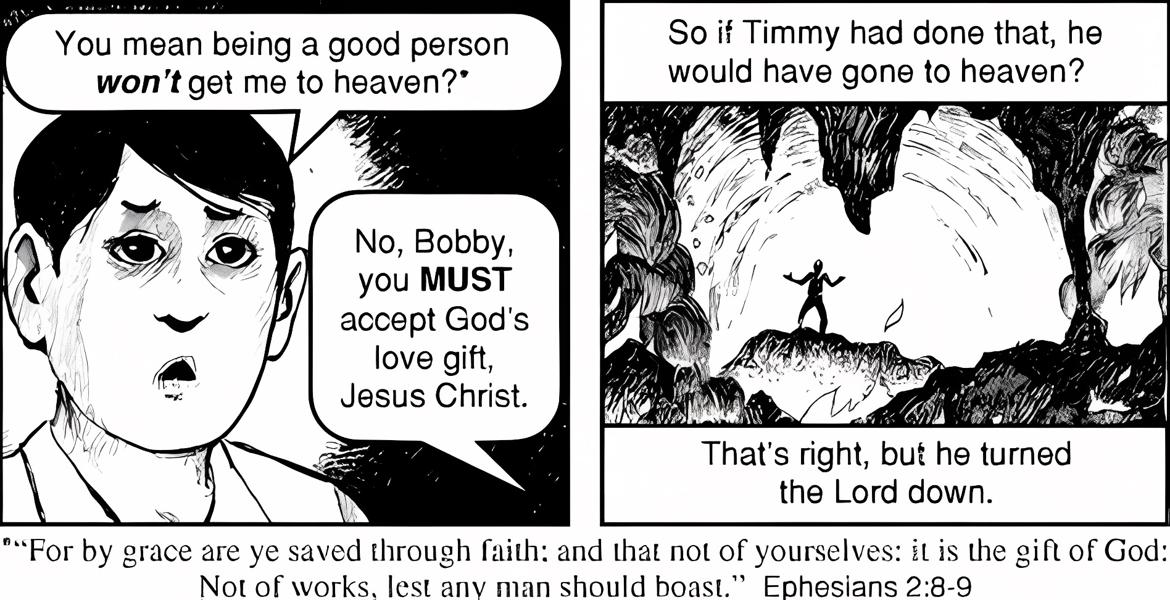 You mean being a good person
won't get me to heaven?*
No, Bobby,
you MUST
accept God's
love gift,
Jesus Christ.
So if Timmy had done that, he
would have gone to heaven?
That's right, but he turned
the Lord down.
*“For by grace are ye saved through faith: and that not of yourselves: it is the gift of God:
Not of works, lest any man should boast.” Ephesians 2:8-9